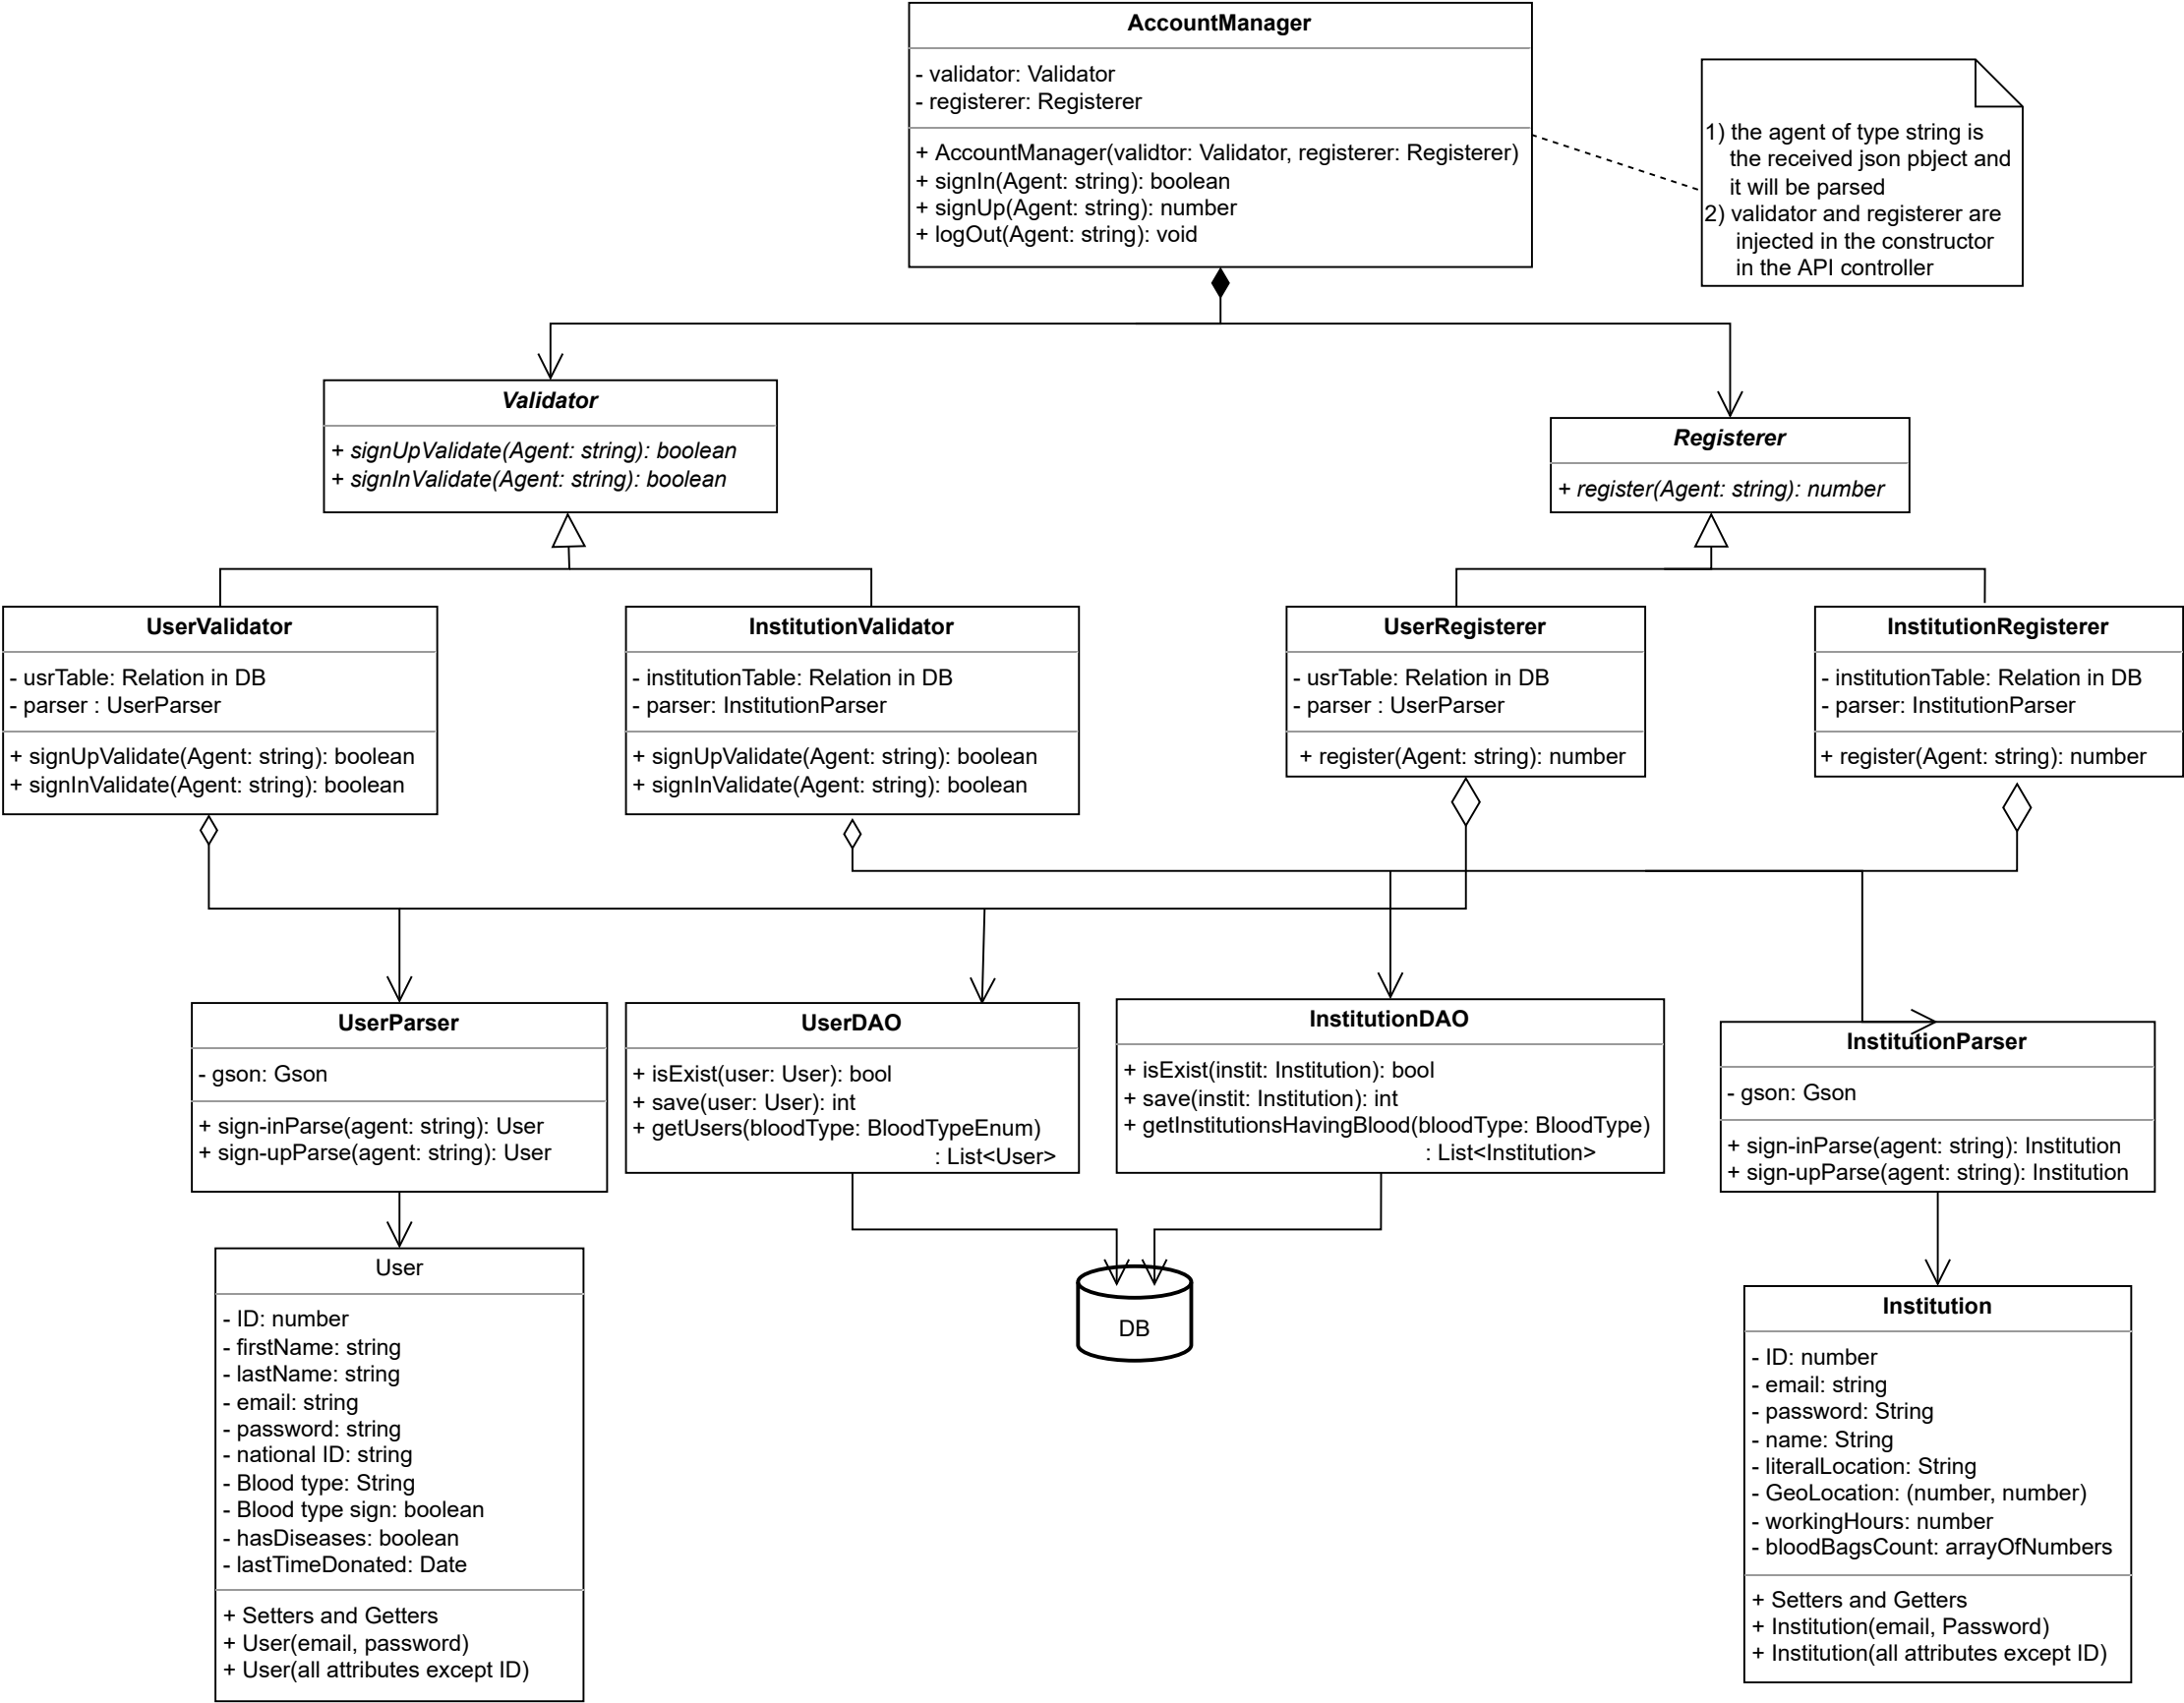 AccountManager
- validator: Validator
- registerer: Registerer
+ AccountManager(validtor: Validator, registerer: Registerer)
+ signIn(Agent: string): boolean
+ signUp(Agent: string): number
+ logOut(Agent: string): void
1) the agent of type string is
the received json pbject and
it will be parsed
2) validator and registerer are
injected in the constructor
in the API controller
Validator
+ signUpValidate(Agent: string): boolean
+ signInValidate(Agent: string): boolean
Registerer
+ register(Agent: string): number
UserValidator
- usrTable: Relation in DB
- parser : UserParser
+ signUpValidate(Agent: string): boolean
+ signInValidate(Agent: string): boolean
InstitutionValidator
- institutionTable: Relation in DB
- parser: InstitutionParser
+ signUpValidate(Agent: string): boolean
+ signInValidate(Agent: string): boolean
UserRegisterer
- usrTable: Relation in DB
- parser : UserParser
+ register(Agent: string): number
InstitutionRegisterer
- institutionTable: Relation in DB
- parser: InstitutionParser
+ register(Agent: string): number
UserParser
- gson: Gson
+ sign-inParse(agent: string): User
+ sign-upParse(agent: string): User
UserDAO
+ isExist(user: User): bool
+ save(user: User): int
+ getUsers(bloodType: BloodTypeEnum)
: List<User>
InstitutionDAO
+ isExist(instit: Institution): bool
+ save(instit: Institution): int
+ getInstitutionsHavingBlood(bloodType: BloodType)
: List<Institution>
InstitutionParser
- gson: Gson
+ sign-inParse(agent: string): Institution
+ sign-upParse(agent: string): Institution
User
- ID: number
- firstName: string
- lastName: string
- email: string
- password: string
- national ID: string
- Blood type: String
- Blood type sign: boolean
- hasDiseases: boolean
- lastTimeDonated: Date
+ Setters and Getters
+ User(email, password)
+ User(all attributes except ID)
DB
Institution
- ID: number
- email: string
- password: String
- name: String
- literalLocation: String
- GeoLocation: (number, number)
- workingHours: number
- bloodBagsCount: arrayOfNumbers
+ Setters and Getters
+ Institution(email, Password)
+ Institution(all attributes except ID)